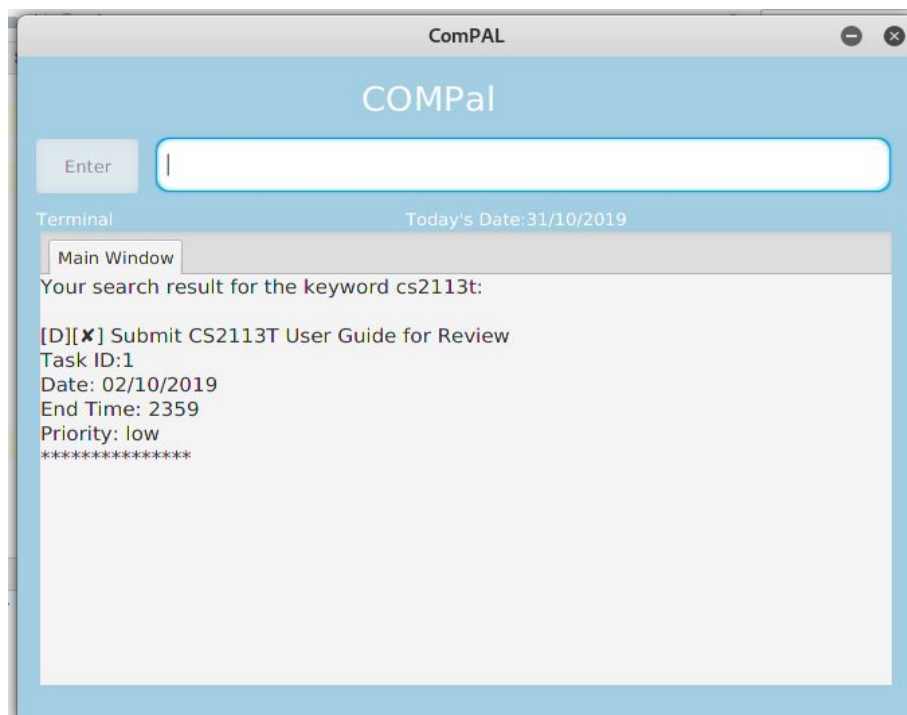 ComPAL
COMPal
Enter
Terminal
Today's Date:31/10/2019
Main Window
Your search result for the keyword cs2113t:
[D][✘] Submit CS2113T User Guide for Review
Task ID:1
Date: 02/10/2019
End Time: 2359
Priority: low
***************